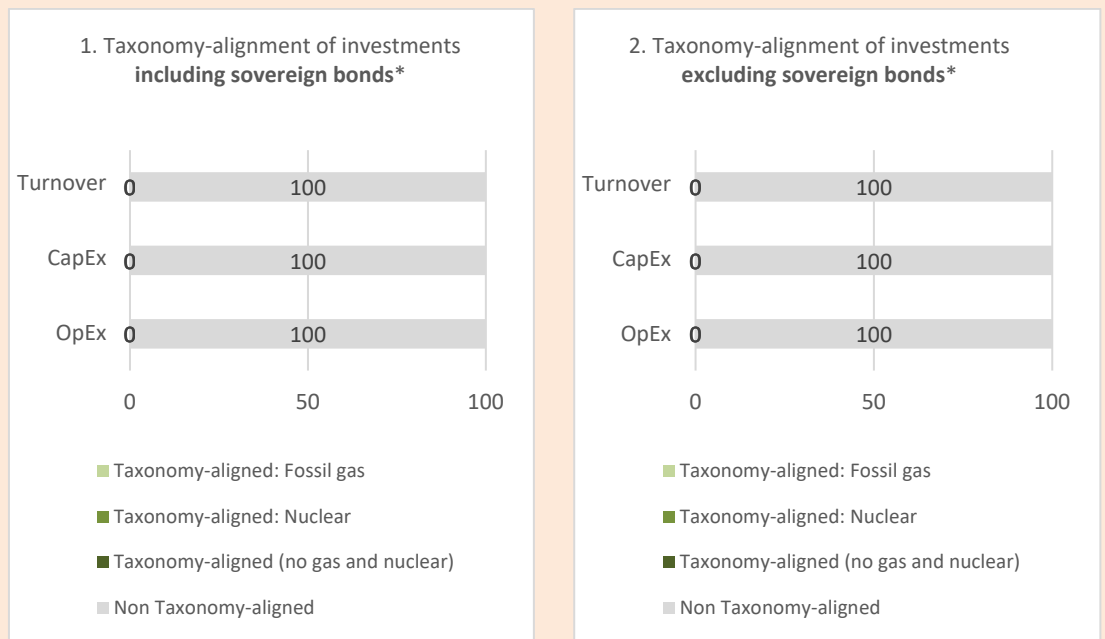 1. Taxonomy-alignment of investments
including sovereign bonds*
Turnover 0 100
CapEx 0 100
OpEx 0 100
0 50 100
Taxonomy-aligned: Fossil gas
Taxonomy-aligned: Nuclear
Taxonomy-aligned (no gas and nuclear)
Non Taxonomy-aligned
2. Taxonomy-alignment of investments
excluding sovereign bonds*
Turnover 0 100
CapEx 0 100
OpEx 0 100
0 50 100
Taxonomy-aligned: Fossil gas
Taxonomy-aligned: Nuclear
Taxonomy-aligned (no gas and nuclear)
Non Taxonomy-aligned